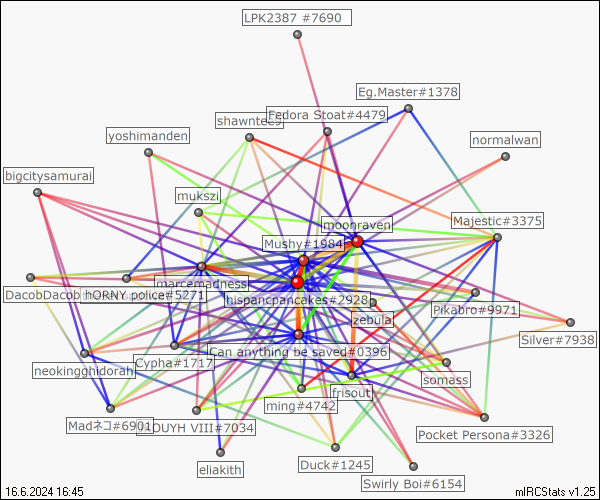 LPK2387 #7690
Eg.Master#1378
Fedora Stoat#4479
shawntee9
yoshimanden
normalwan
bigcitysamurai
mukszi
moonraven
Majestic#3375
Mushy#1984
marcemadness
DacobDacob
hORNY police#5271
hispancpancakes#2928
Pikabro#9971
zebula
Silver#7938
Can anything be saved#0396
Cypha#1717
neokingghidorah
somass
frisout
ming#4742
Madネコ#6901
LOUYH VIII#7034
Pocket Persona#3326
eliakith
Duck#1245
Swirly Boi#6154
16.6.2024 16:45
mIRCStats v1.25